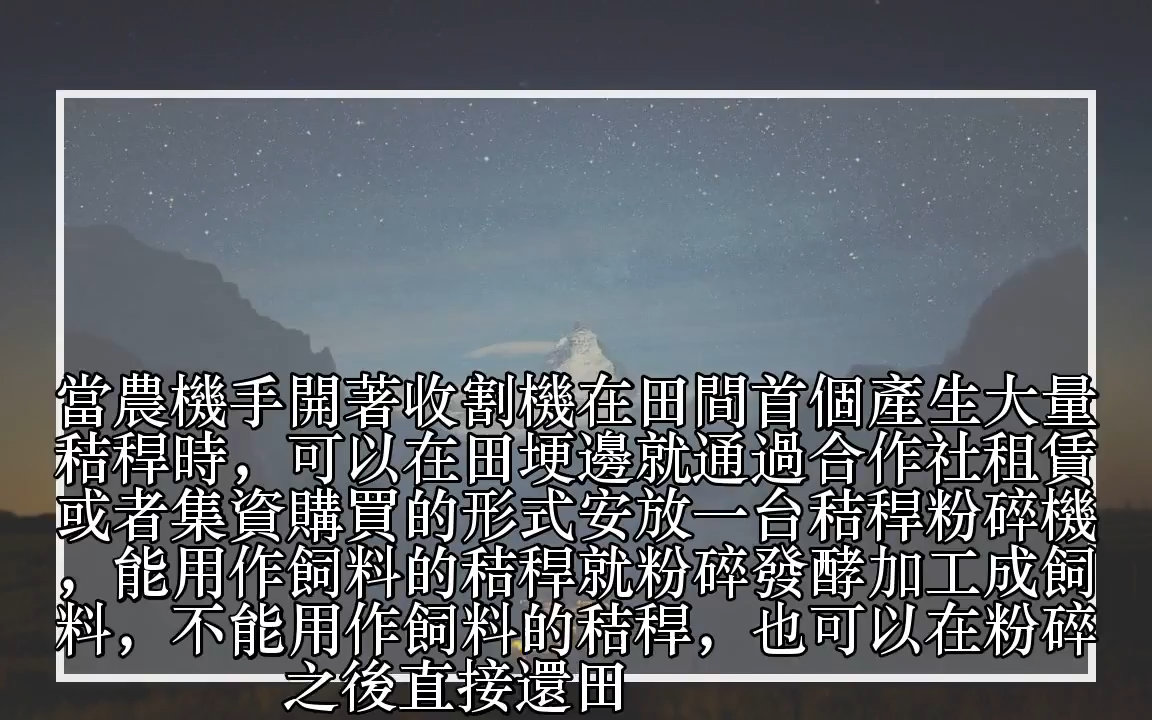 當農機手開著收割機在田間首個產生大量
秸稈時，可以在田埂邊就通過合作社租賃
或者集資購買的形式安放一台秸稈粉碎機
，能用作飼料的秸稈就粉碎發酵加工成飼
料，不能用作飼料的秸稈，也可以在粉碎
之後直接還田